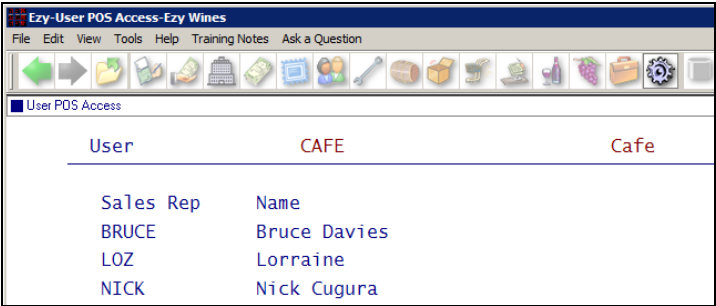 Ezy-User POS Access-Ezy Wines
File Edit View Tools Help Training Notes Ask a Question
User POS Access
User CAFE Cafe
Sales Rep Name
BRUCE Bruce Davies
LOZ Lorraine
NICK Nick Cugura